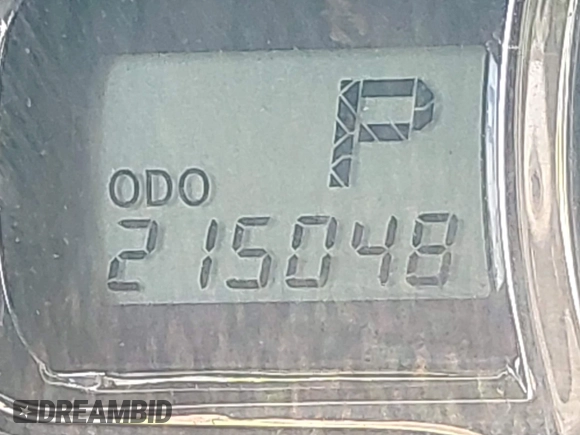 P
ODO
215048
DREAMBID